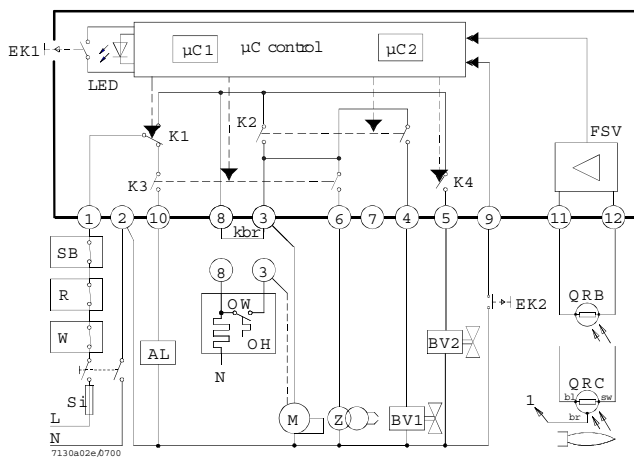 EK1
µC1
µC control
µC2
LED
FSV
K1
K2
K3
K4
1
2
10
8
3
6
7
4
5
9
11
12
kbr
SB
R
W
8
3
OW
OH
N
AL
EK2
QRB
BV2
QRC
bl
sw
br
1
Si
L
N
M
Z
BV1
7130a02e/0700